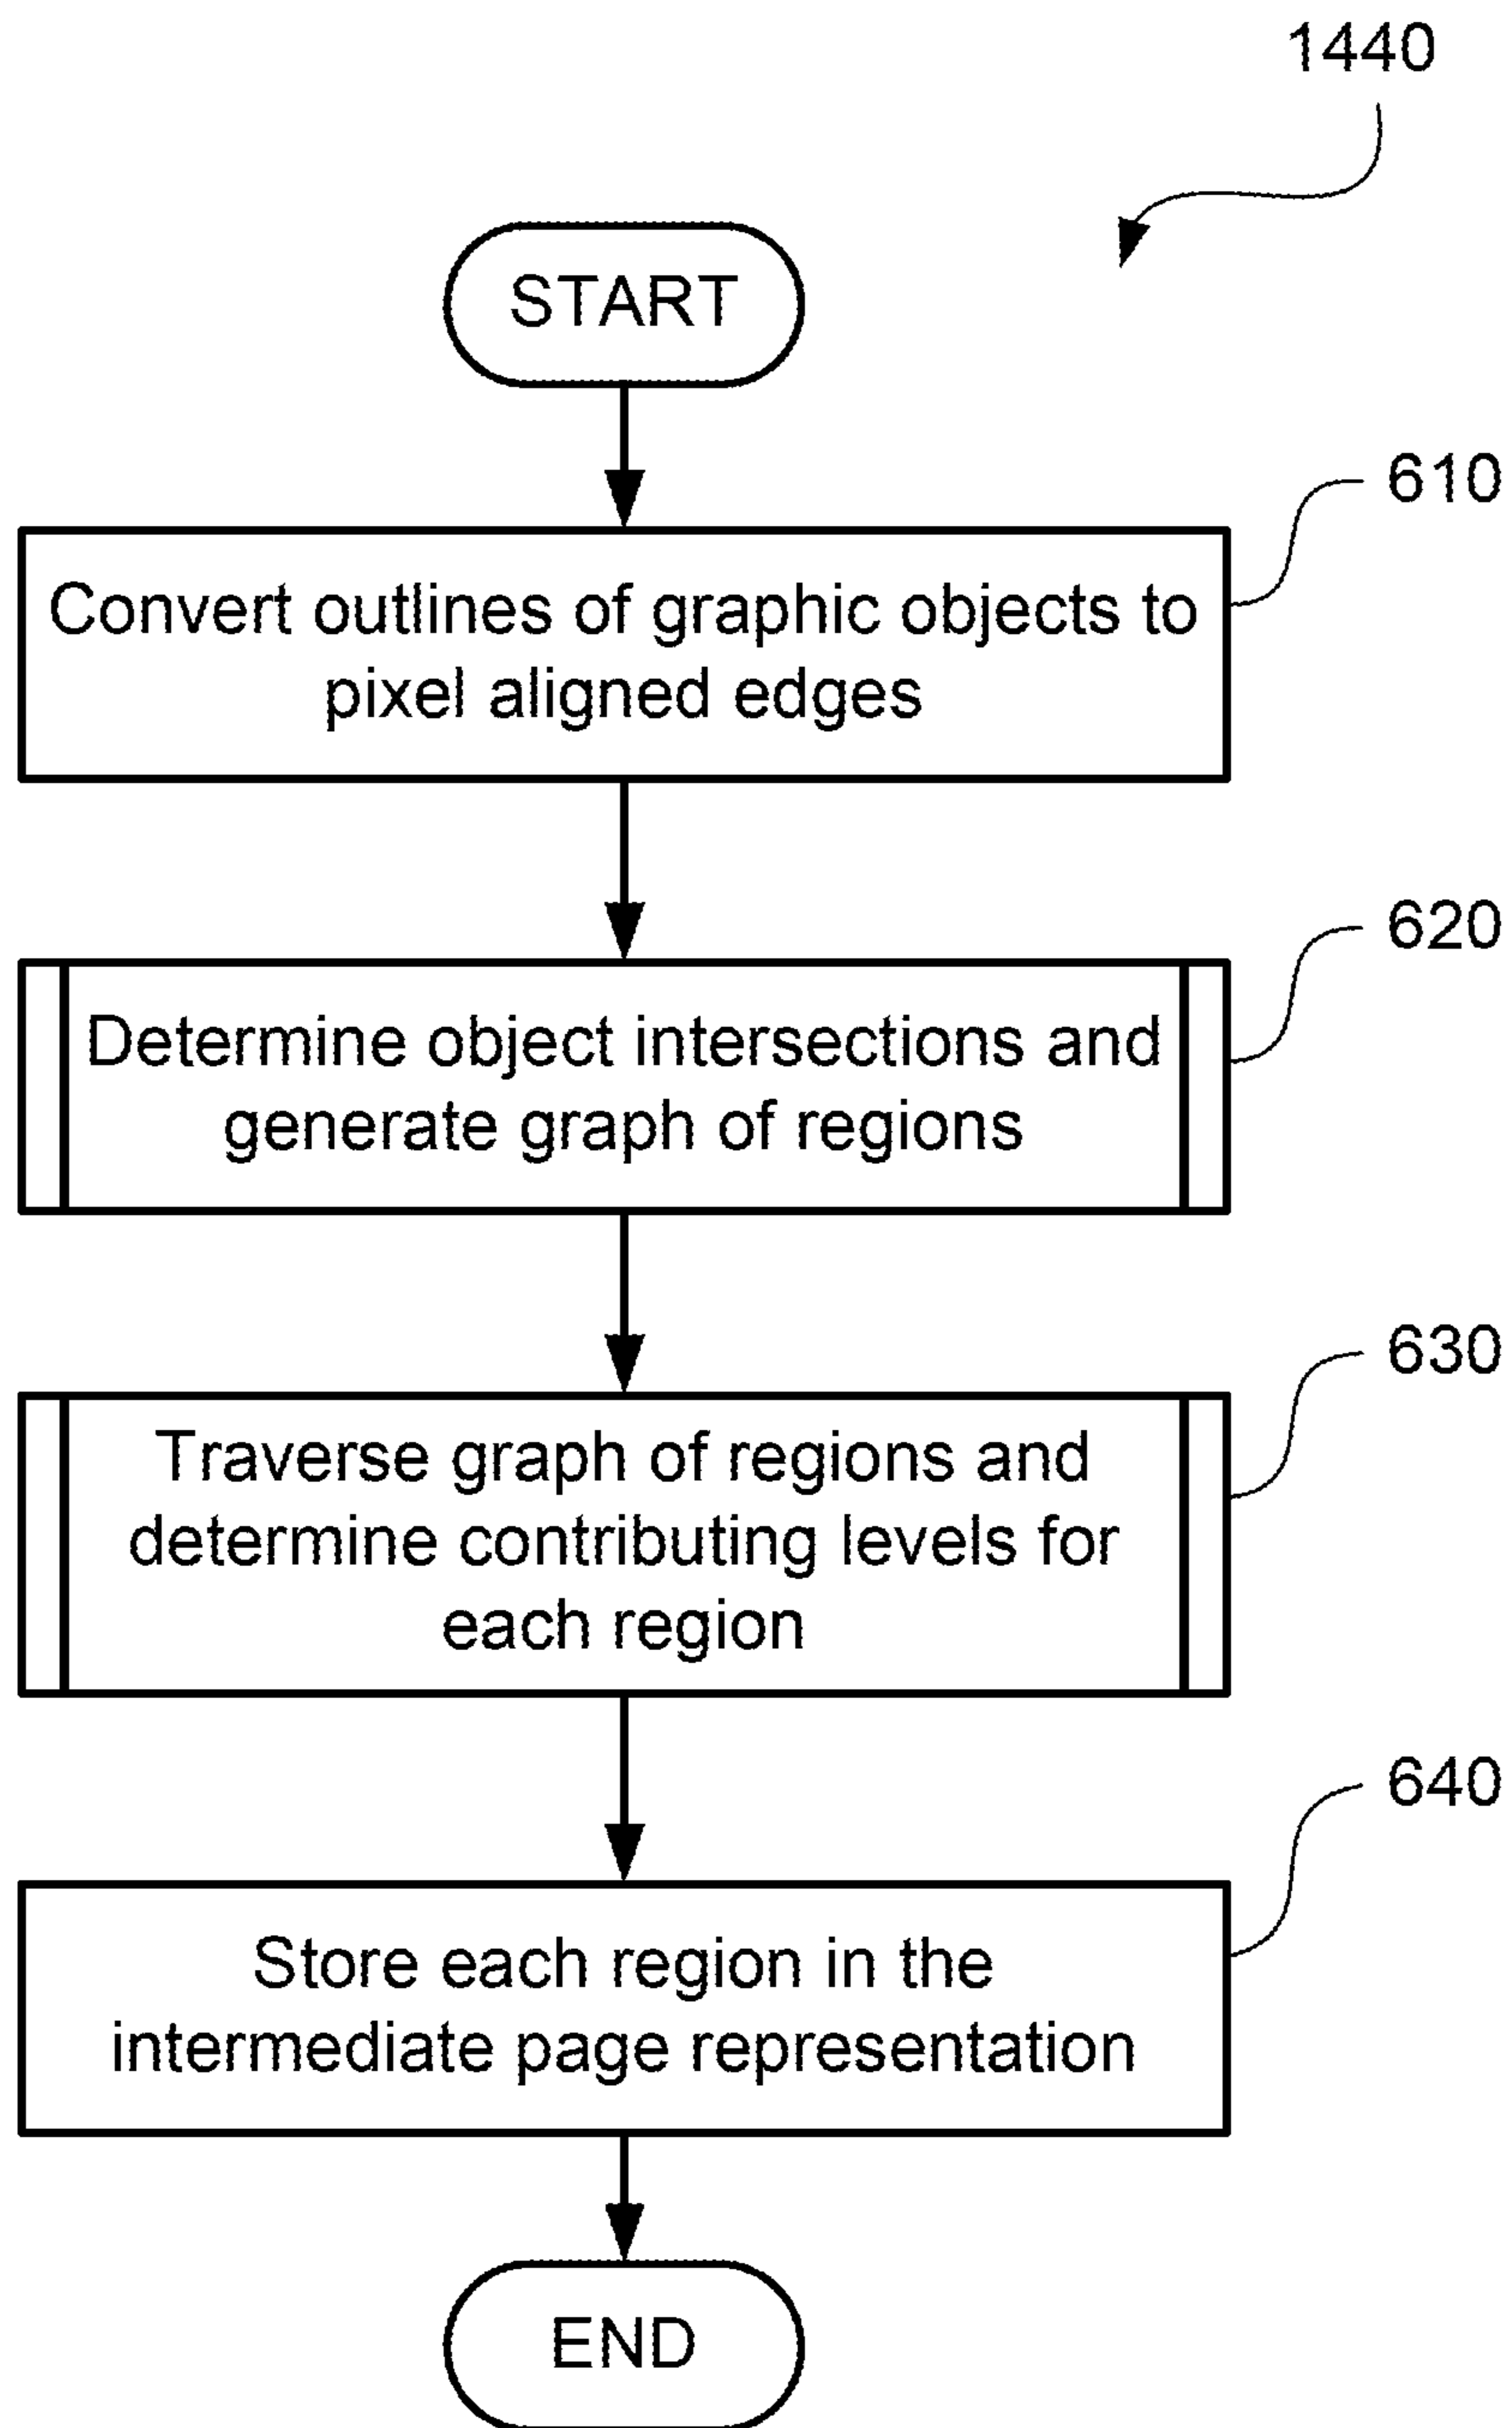 1440
START
610
Convert outlines of graphic objects to
pixel aligned edges
620
Determine object intersections and
generate graph of regions
630
Traverse graph of regions and
determine contributing levels for
each region
640
Store each region in the
intermediate page representation
END